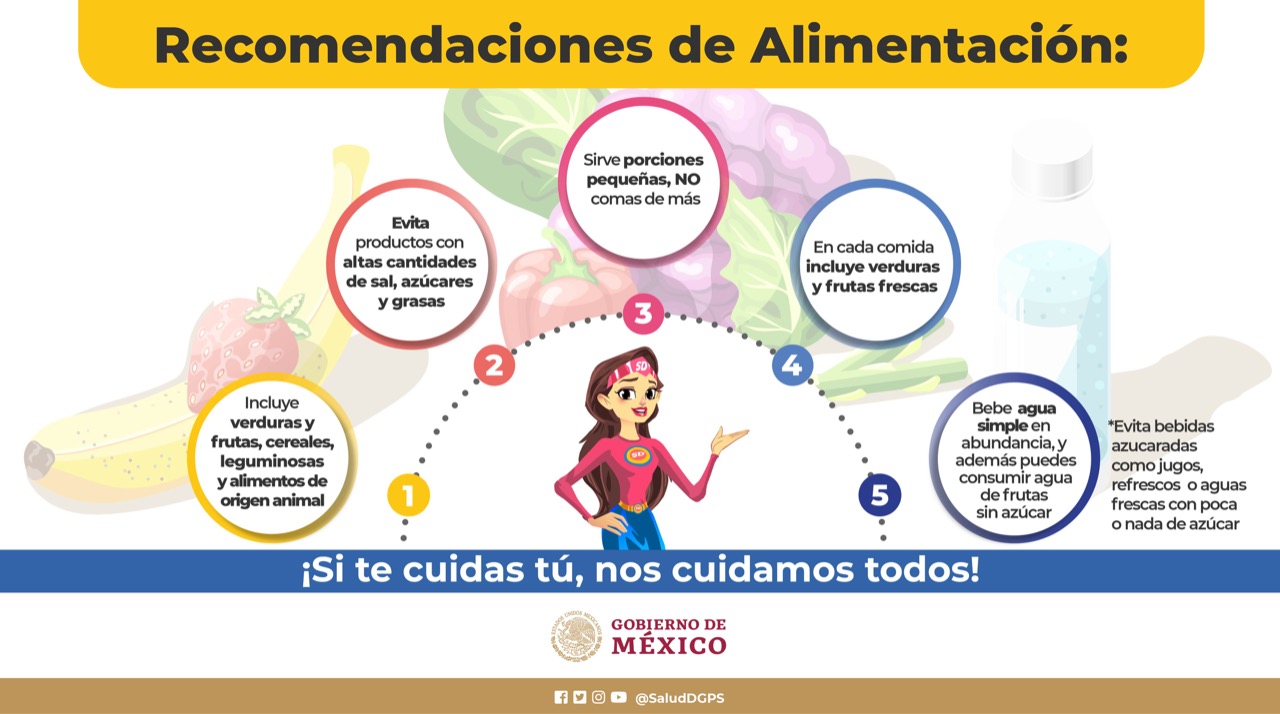 Recomendaciones de Alimentación:
Incluye
verduras y
frutas, cereales,
leguminosas
y alimentos de
origen animal
1
Evita
productos con
altas cantidades
de sal, azúcares
y grasas
2
Sirve porciones
pequeñas, NO
comas de más
3
En cada comida
incluye verduras
y frutas frescas
4
Bebe agua
simple en
abundancia, y
además puedes
consumir agua
de frutas
sin azúcar
5
*Evita bebidas
azucaradas
como jugos,
refrescos o aguas
frescas con poca
o nada de azúcar
SD
SD
¡Si te cuidas tú, nos cuidamos todos!
ESTADOS UNIDOS MEXICANOS
GOBIERNO DE
MÉXICO
@SaludDGPS